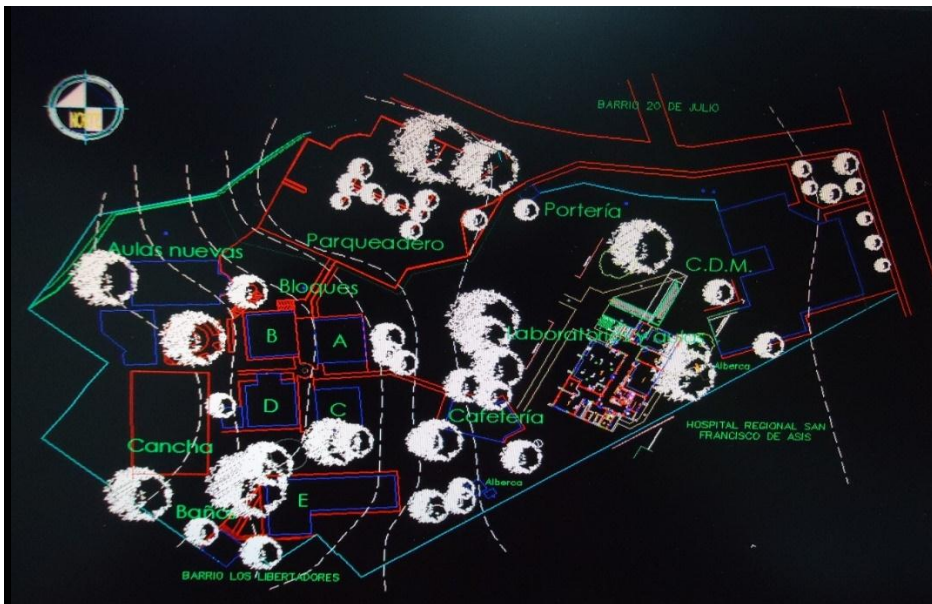 BARRIO 20 DE JULIO
Portería
Parqueadero
Aulas nuevas
C.D.M.
Bloques
B
A
Laboratorios y aulas
Alberca
D
C
Cafetería
HOSPITAL REGIONAL SAN
FRANCISCO DE ASIS
Cancha
Alberca
E
Baños
BARRIO LOS LIBERTADORES